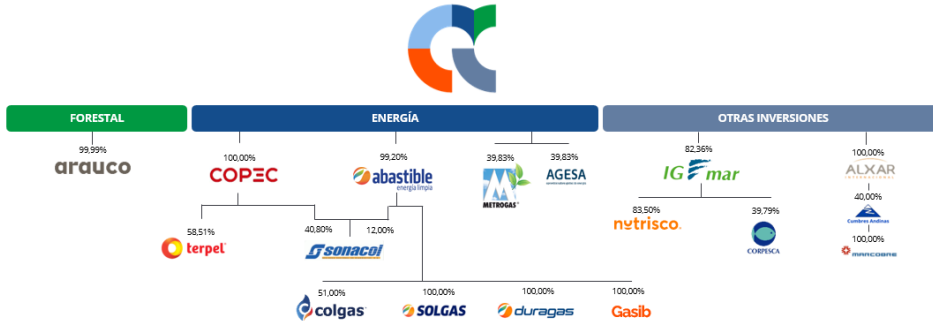 FORESTAL
ENERGÍA
OTRAS INVERSIONES
99,99%
arauco
100,00%
COPEC
99,20%
abastible
energía limpia
39,83%
METROGAS
39,83%
AGESA
82,36%
IGEmar
100,00%
ALXAR
INTERNACIONAL
58,51%
terpel
40,80%
12,00%
sonacol
83,50%
nutrisco.
39,79%
CORPESCA
40,00%
Cumbres Andinas
100,00%
MARCOBRE
51,00%
colgas
100,00%
SOLGAS
100,00%
duragas
100,00%
Gasib